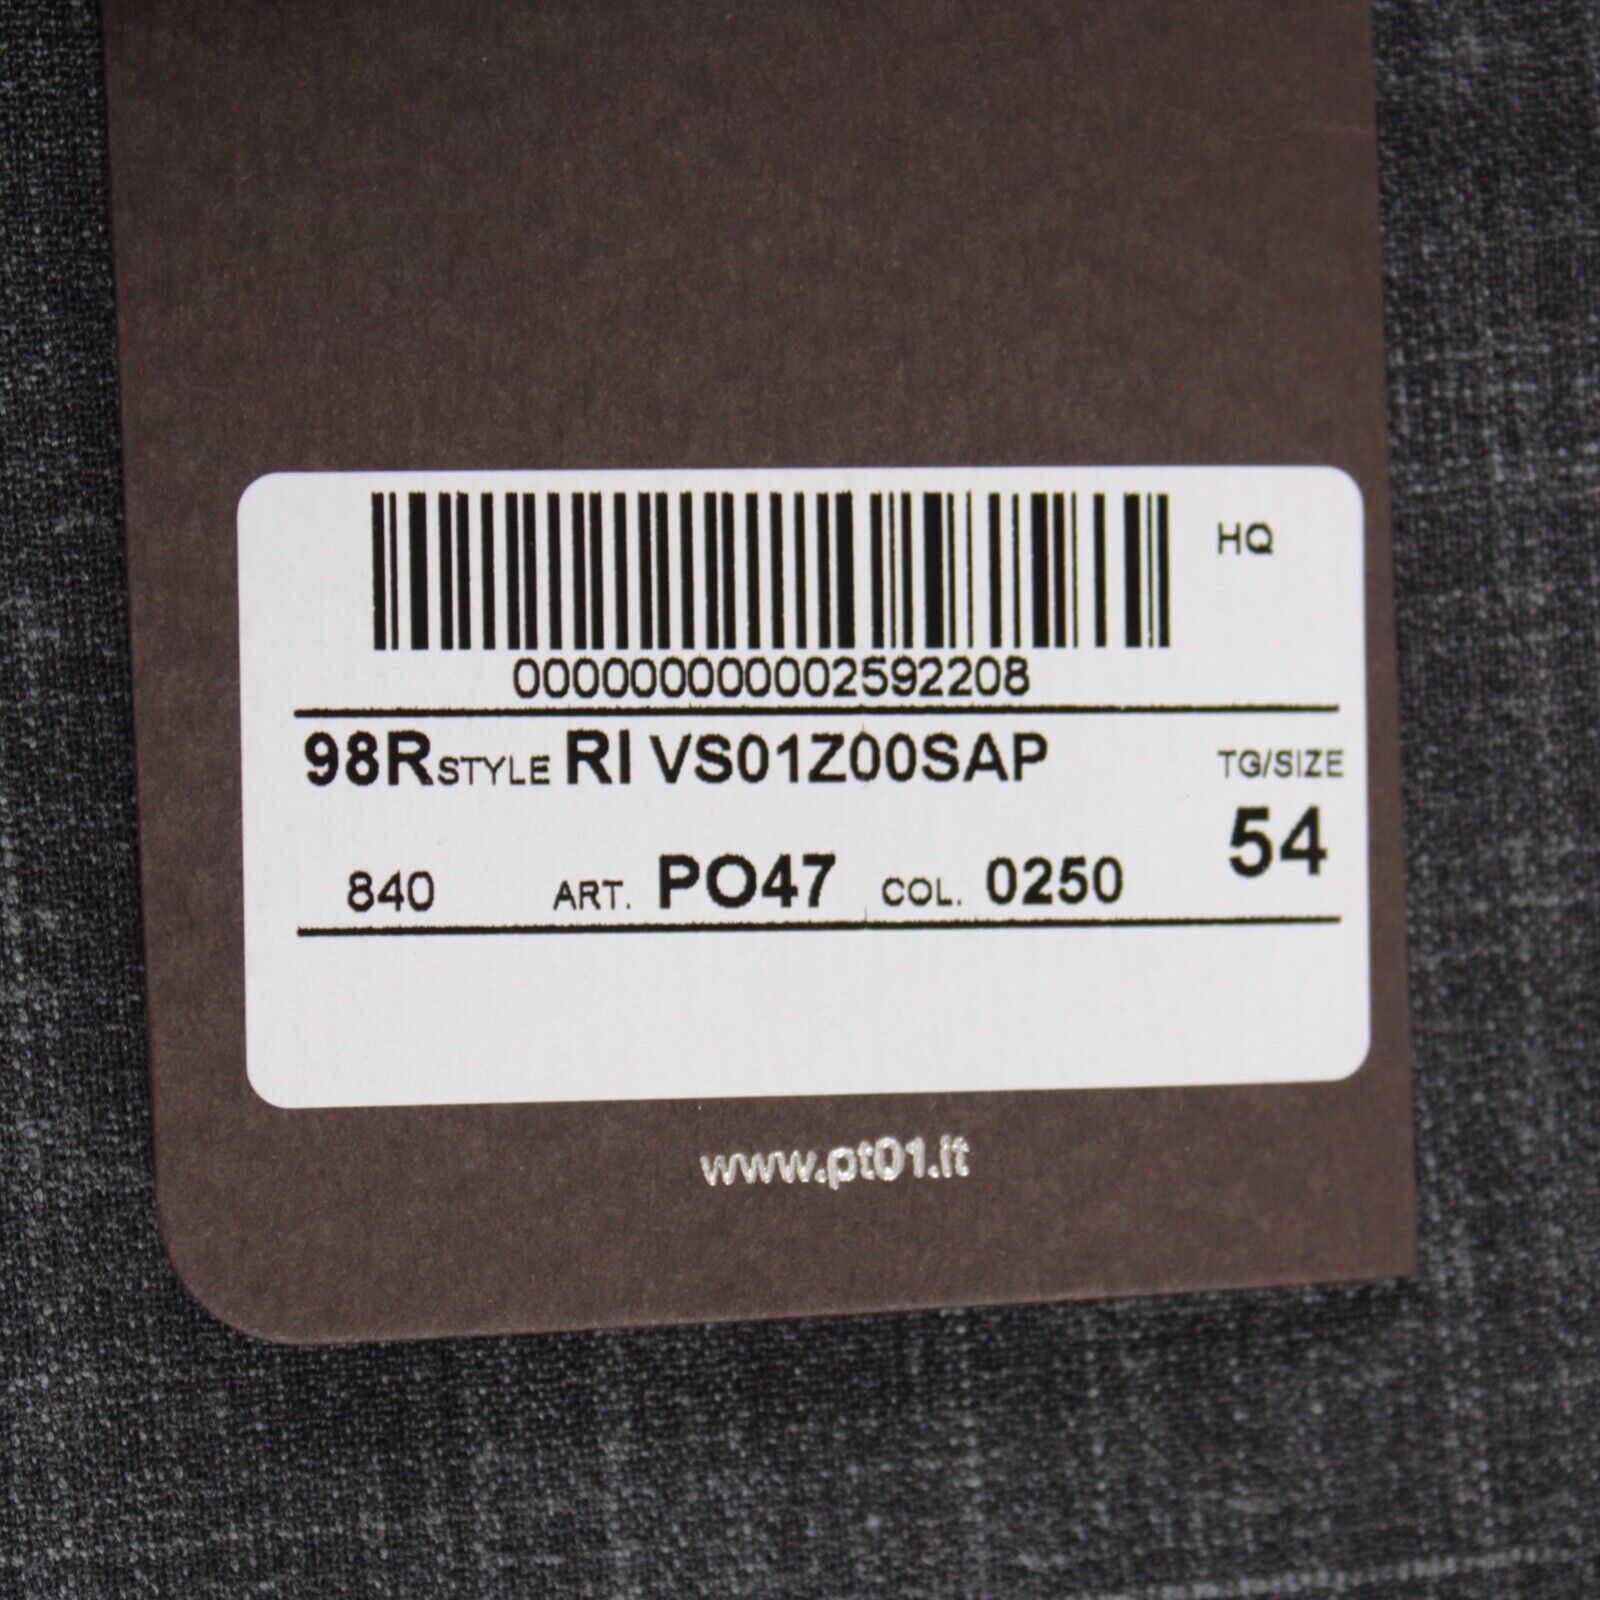 HQ
000000000002592208
98R STYLE RI VS01Z00SAP
TG/SIZE
54
840 ART. PO47 COL. 0250
www.pt01.it